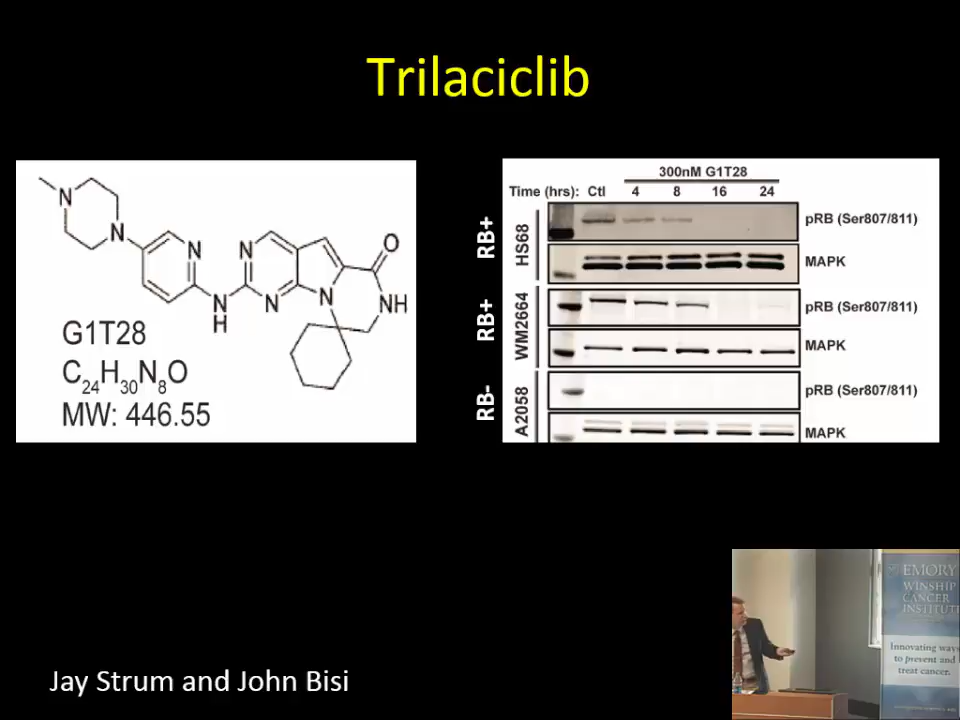 Trilaciclib
N
N
N
N
H
N
N
N
O
NH
G1T28
C24H30N8O
MW: 446.55
300nM G1T28
Time (hrs): Ctl 4 8 16 24
RB+
HS68
pRB (Ser807/811)
MAPK
RB+
WM2664
pRB (Ser807/811)
MAPK
RB-
A2058
pRB (Ser807/811)
MAPK
EMORY
WINSHIP
CANCER
INSTITUTE
Innovating ways
to prevent and
treat cancer.
Jay Strum and John Bisi